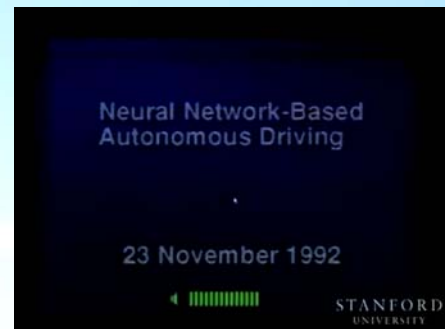 Neural Network-Based
Autonomous Driving
23 November 1992
STANFORD
UNIVERSITY